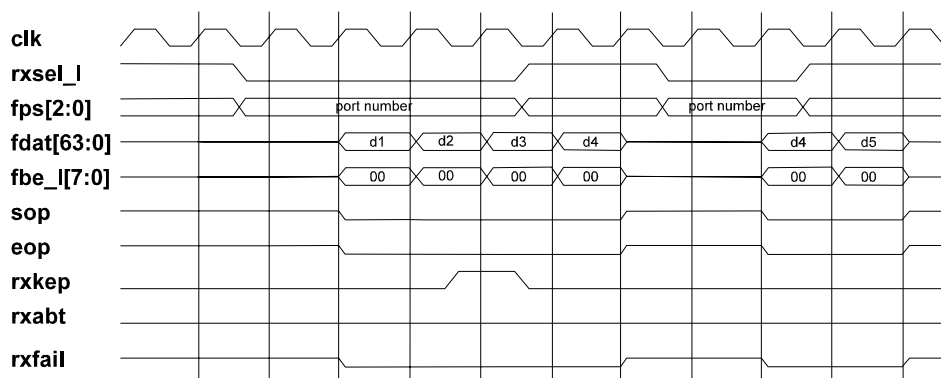 clk
rxsel_l
fps[2:0] port number port number
fdat[63:0] d1 d2 d3 d4 d4 d5
fbe_l[7:0] 00 00 00 00 00 00
sop
eop
rxkep
rxabt
rxfail